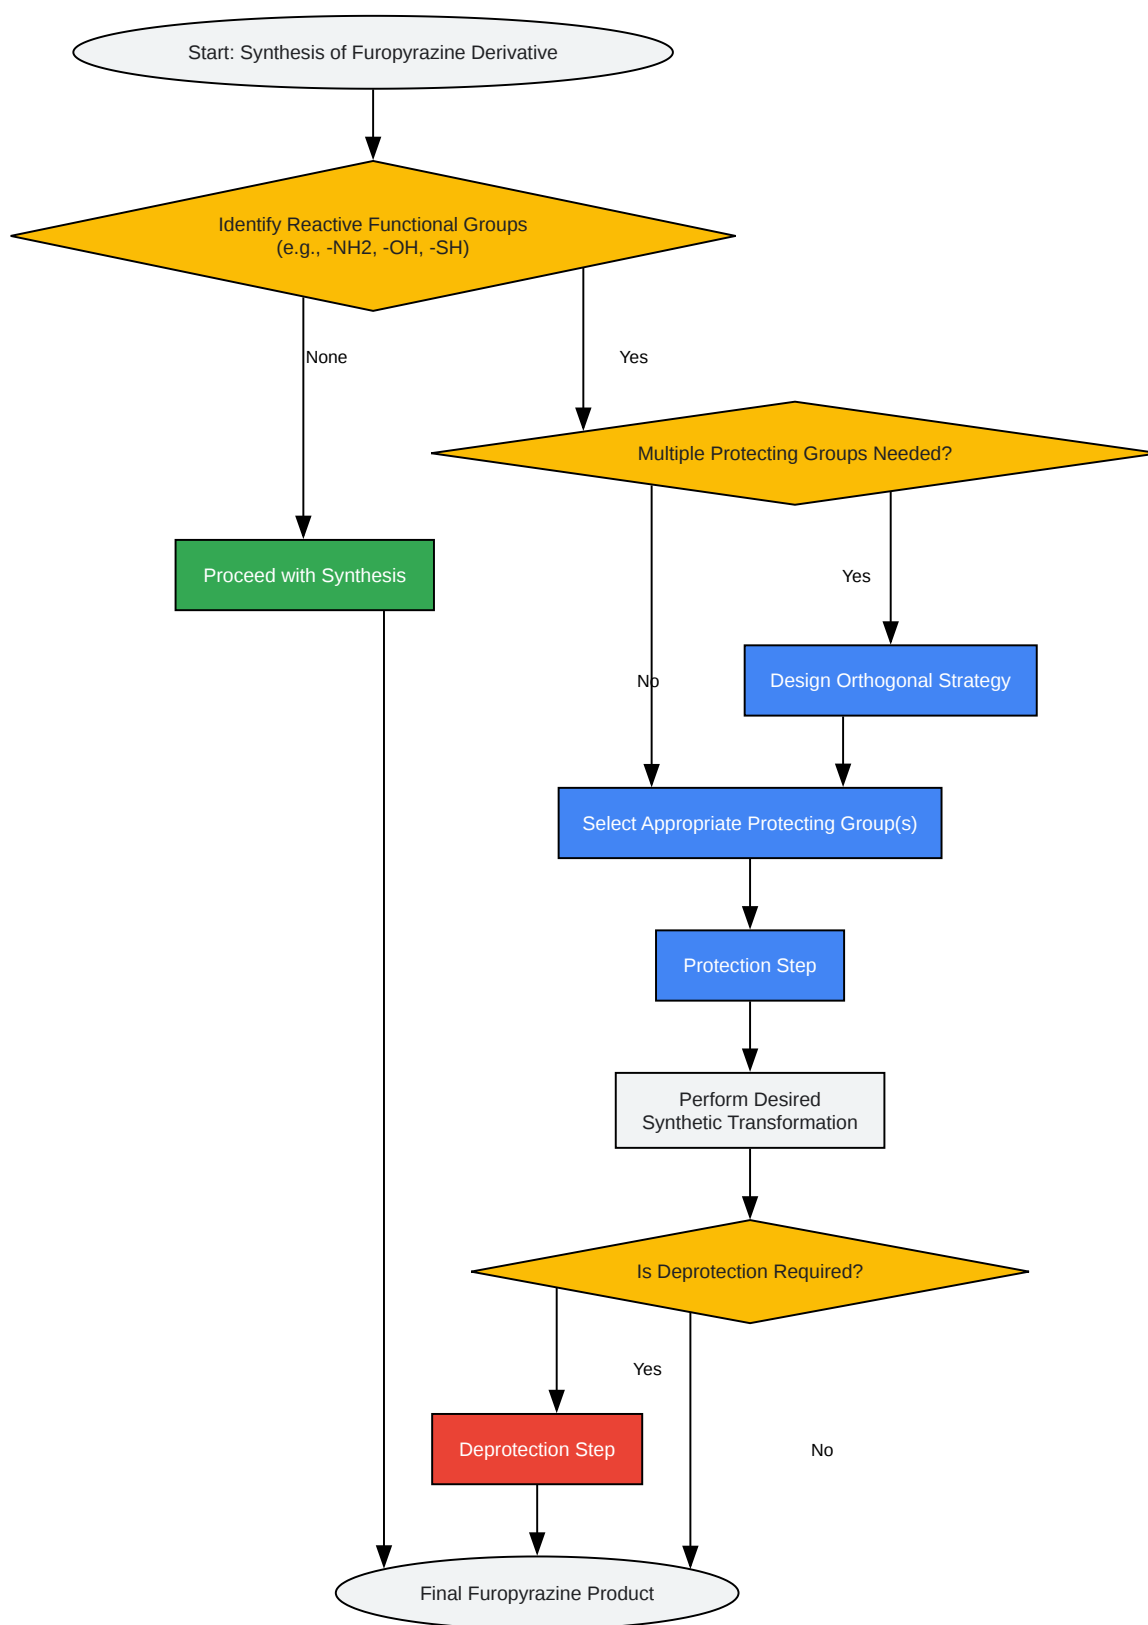 Start: Synthesis of Furopyrazine Derivative
Identify Reactive Functional Groups
(e.g., -NH2, -OH, -SH)
None
Yes
Multiple Protecting Groups Needed?
Proceed with Synthesis
Yes
No
Design Orthogonal Strategy
Select Appropriate Protecting Group(s)
Protection Step
Perform Desired
Synthetic Transformation
Is Deprotection Required?
Yes
Deprotection Step
No
Final Furopyrazine Product